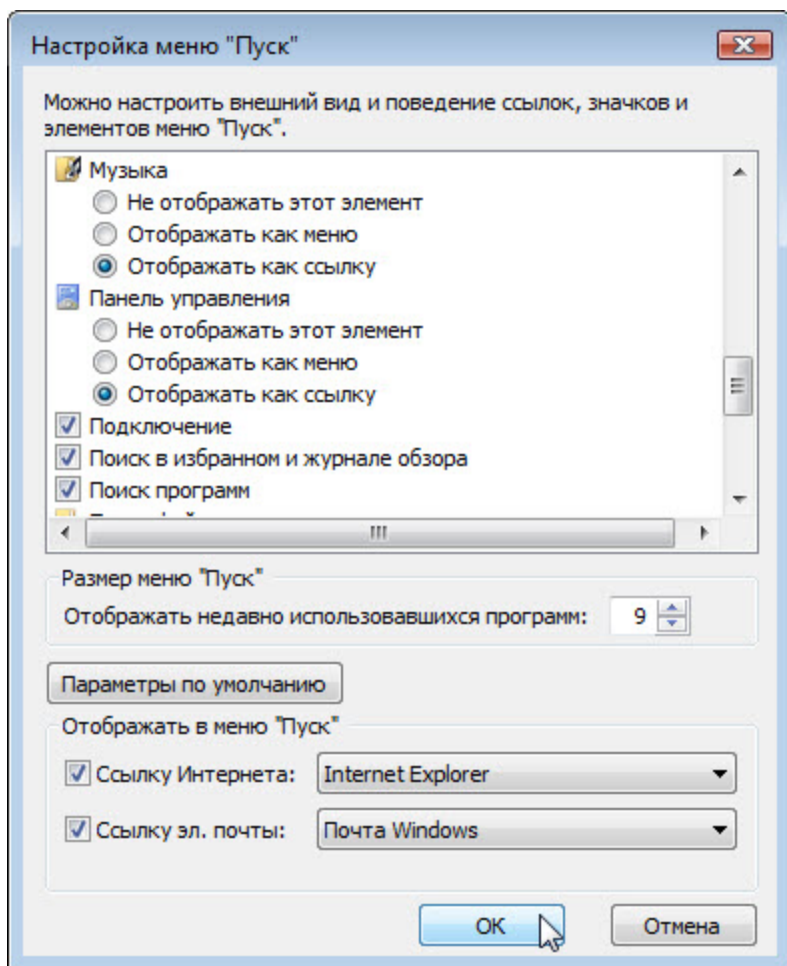 Настройка меню "Пуск"
Можно настроить внешний вид и поведение ссылок, значков и
элементов меню "Пуск".
Музыка
Не отображать этот элемент
Отображать как меню
Отображать как ссылку
Панель управления
Не отображать этот элемент
Отображать как меню
Отображать как ссылку
Подключение
Поиск в избранном и журнале обзора
Поиск программ
Размер меню "Пуск"
Отображать недавно использовавшихся программ: 9
Параметры по умолчанию
Отображать в меню "Пуск"
Ссылку Интернета: Internet Explorer
Ссылку эл. почты: Почта Windows
ОК Отмена